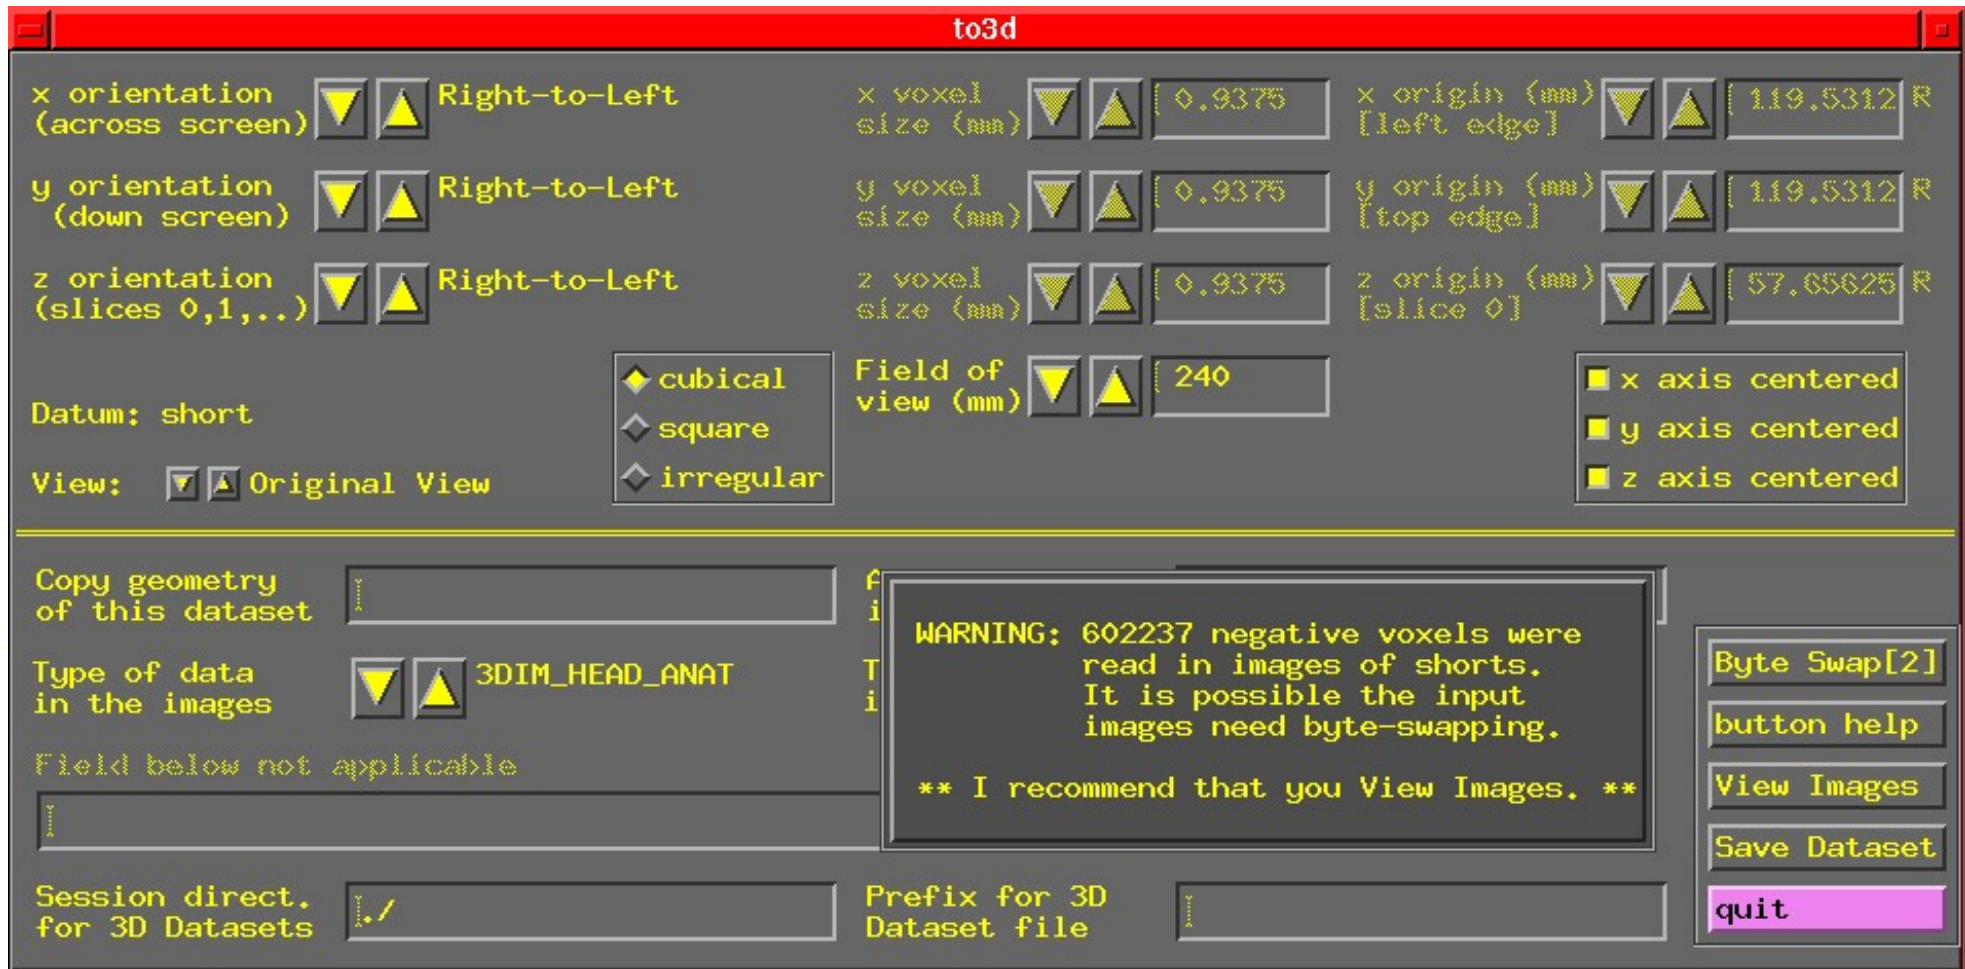 to3d
x orientation
(across screen)
Right-to-Left
x voxel
size (mm)
0.9375
x origin (mm)
[left edge]
119.5312 R
y orientation
(down screen)
Right-to-Left
y voxel
size (mm)
0.9375
y origin (mm)
[top edge]
119.5312 R
z orientation
(slices 0,1,..)
Right-to-Left
z voxel
size (mm)
0.9375
z origin (mm)
[slice 0]
57.65625 R
Datum: short
View: Original View
cubical
square
irregular
Field of
view (mm)
240
x axis centered
y axis centered
z axis centered
Copy geometry
of this dataset
Type of data
in the images
3DIM_HEAD_ANAT
WARNING: 602237 negative voxels were
read in images of shorts.
It is possible the input
images need byte-swapping.
** I recommend that you View Images. **
Field below not applicable
Session direct.
for 3D Datasets
./
Prefix for 3D
Dataset file
Byte Swap[2]
button help
View Images
Save Dataset
quit